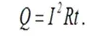 Q = I²Rt.